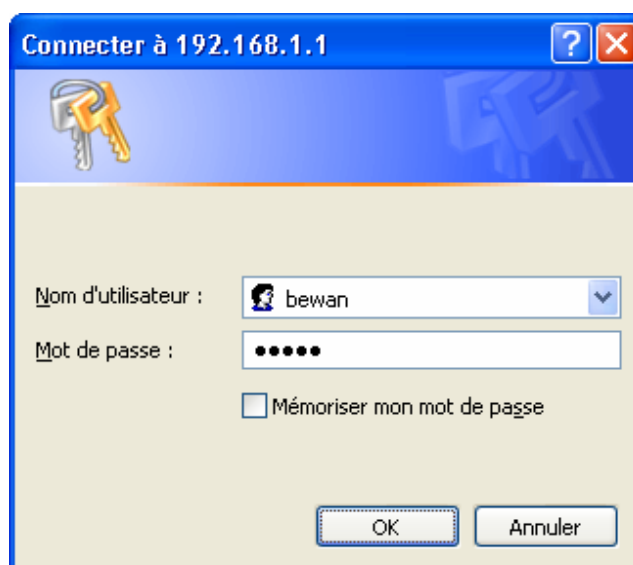 Connecter à 192.168.1.1
Nom d'utilisateur :
bewan
Mot de passe :
●●●●●
Mémoriser mon mot de passe
OK
Annuler